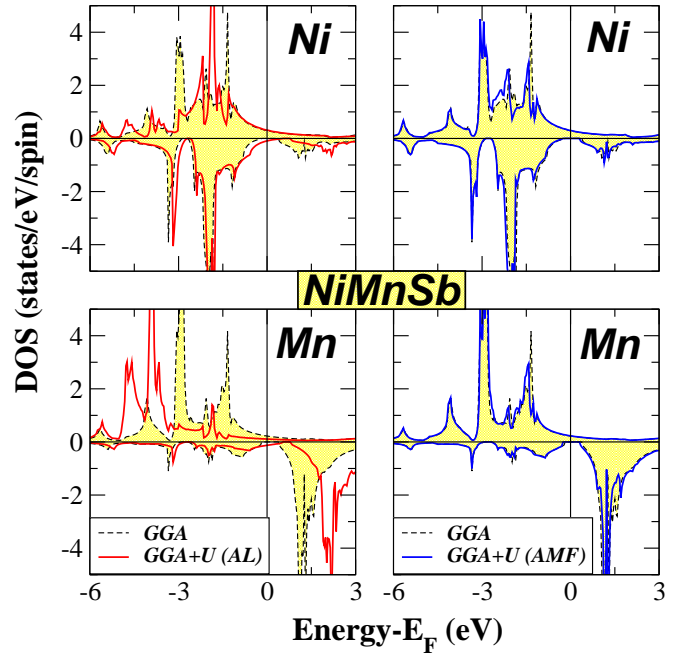 Ni
Ni
4
2
0
-2
-4
DOS (states/eV/spin)
NiMnSb
Mn
Mn
4
2
0
-2
-4
GGA
GGA+U (AL)
GGA
GGA+U (AMF)
-6 -3 0 3
-6 -3 0 3
Energy-E_F (eV)